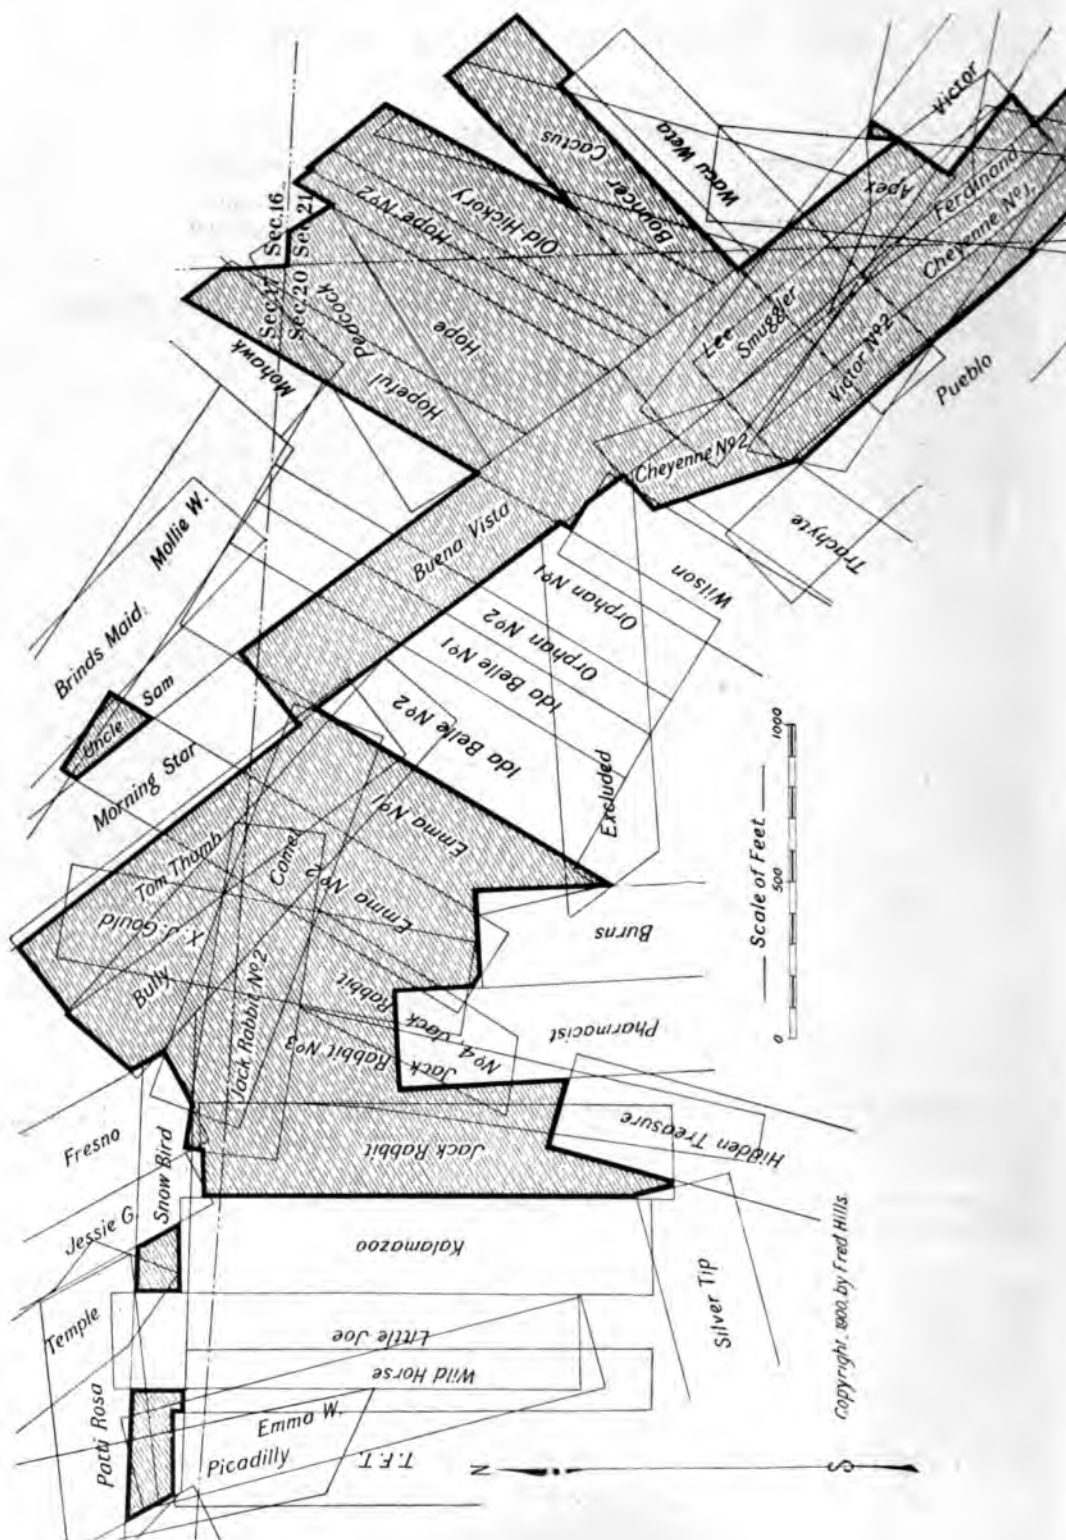 Sec.16
Sec.17
Sec.21
Sec.20
Cactus
Bouncer
Wacu Weta
Victor
Apex
Ferdinand
Cheyenne Nº1.
Old Hickory
Hope Nº2
Peacock
Hope
Hopeful
Mohawk
Lee
Smuggler
Victor Nº2
Pueblo
Cheyenne Nº2
Trachyte
Wilson
Buena Vista
Orphan Nº1
Orphan Nº2
Ida Belle Nº1
Ida Belle Nº2
Excluded
Mollie W.
Brinds Maid.
Uncle Sam
Morning Star
Tom Thumb
X. J. Gould
Bully
Comet
Emma Nº1
Emma Nº2
Jack Rabbit Nº2
Jack Rabbit Nº3
Jack Rabbit
Nº4
Jack Rabbit
Burns
Pharmacist
Hidden Treasure
Fresno
Snow Bird
Jessie G.
Temple
Patti Rosa
Kalamazoo
Little Joe
Wild Horse
Emma W.
Picadilly
T.F.T.
Silver Tip
Scale of Feet
0 500 1000
N
S
Copyright, 1900, by Fred Hills.